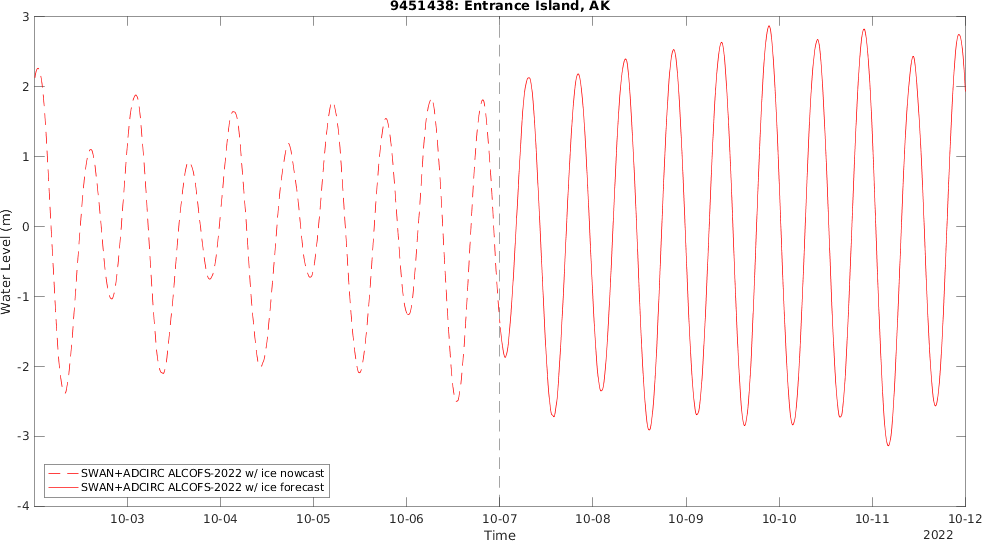 9451438: Entrance Island, AK
3
2
1
0
-1
-2
-3
-4
Water Level (m)
SWAN+ADCIRC ALCOFS-2022 w/ ice nowcast
SWAN+ADCIRC ALCOFS-2022 w/ ice forecast
10-03 10-04 10-05 10-06 10-07 10-08 10-09 10-10 10-11 10-12
Time
2022